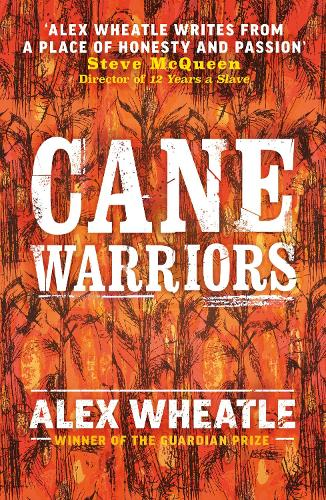 'ALEX WHEATLE WRITES FROM
A PLACE OF HONESTY AND PASSION'
Steve McQueen
Director of 12 Years a Slave
CANE
WARRIORS
ALEX WHEATLE
WINNER OF THE GUARDIAN PRIZE